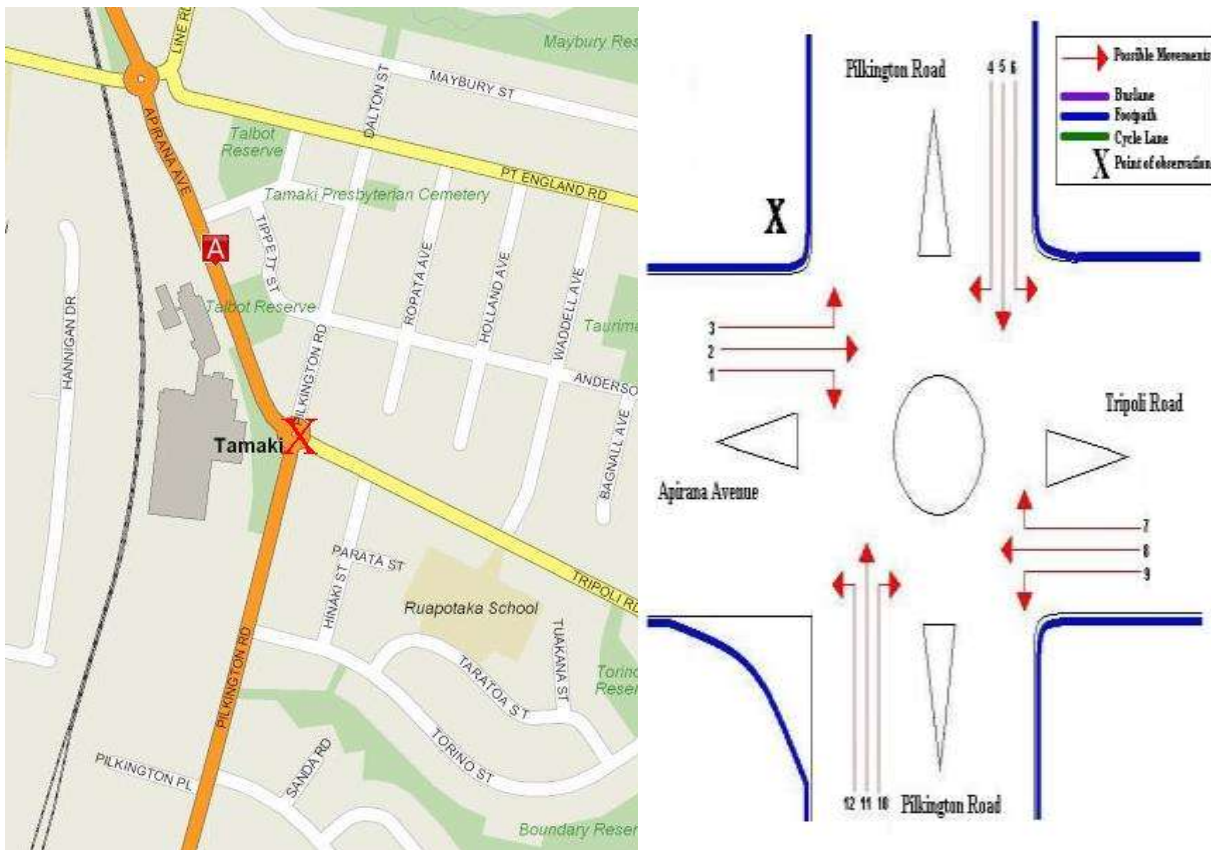 LINE RD
Maybury Res
MAYBURY ST
DALTON ST
APIRANA AVE
Talbot
Reserve
PT ENGLAND RD
Tamaki Presbyterian Cemetery
TIPPETT ST
A
HANNIGAN DR
Talbot Reserve
ROPATA AVE
HOLLAND AVE
WADDELL AVE
Taurima
PILKINGTON RD
ANDERSO
BAGNALL AVE
Tamaki
X
PARATA ST
HINAKI ST
TRIPOLI RD
Ruapotaka School
PILKINGTON RD
TUAKANA ST
TARATOA ST
Torino
Reser
TORINO ST
SANDA RD
PILKINGTON PL
Boundary Reser
Pilkington Road
4 5 6
Possible Movements
Buslane
Footpath
Cycle Lane
X Point of observation
X
3
2
1
Tripoli Road
Apirana Avenue
7
8
9
12 11 10
Pilkington Road